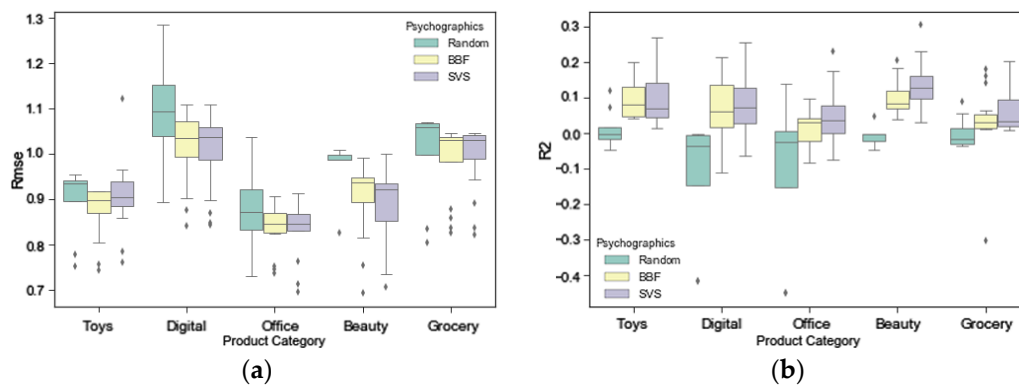 1.3
1.2
1.1
1.0
0.9
0.8
0.7
Rmse
Psychographics
Random
BBF
SVS
Toys
Digital
Office
Beauty
Grocery
Product Category
(a)
0.3
0.2
0.1
0.0
-0.1
-0.2
-0.3
-0.4
R2
Psychographics
Random
BBF
SVS
Toys
Digital
Office
Beauty
Grocery
Product Category
(b)